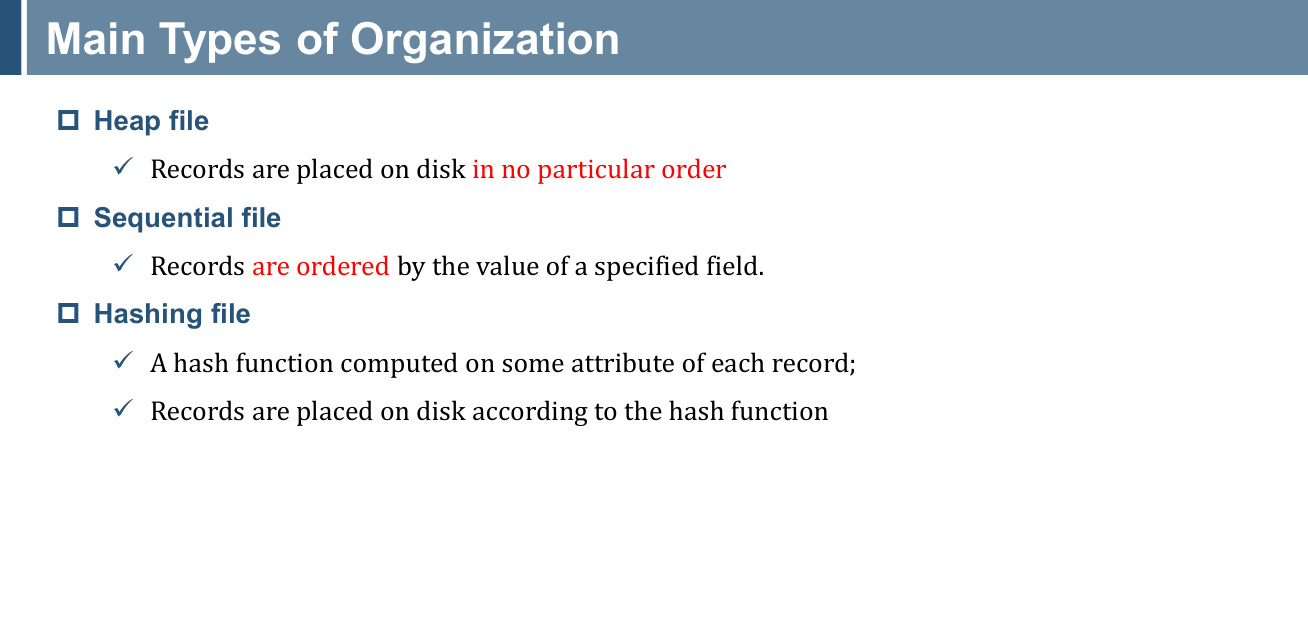 Main Types of Organization
Heap file
Records are placed on disk in no particular order
Sequential file
Records are ordered by the value of a specified field.
Hashing file
A hash function computed on some attribute of each record;
Records are placed on disk according to the hash function